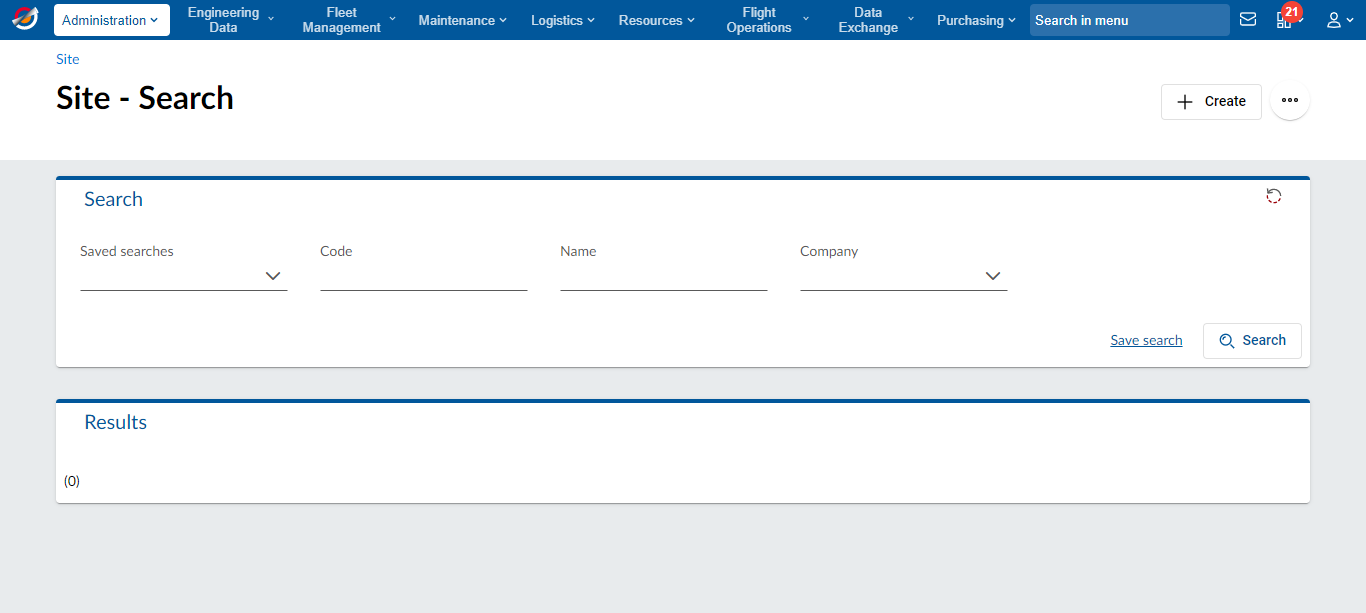 Administration
Engineering
Data
Fleet
Management
Maintenance
Logistics
Resources
Flight
Operations
Data
Exchange
Purchasing
Search in menu
21
Site
Site - Search
Create
Search
Saved searches
Code
Name
Company
Save search
Search
Results
(0)